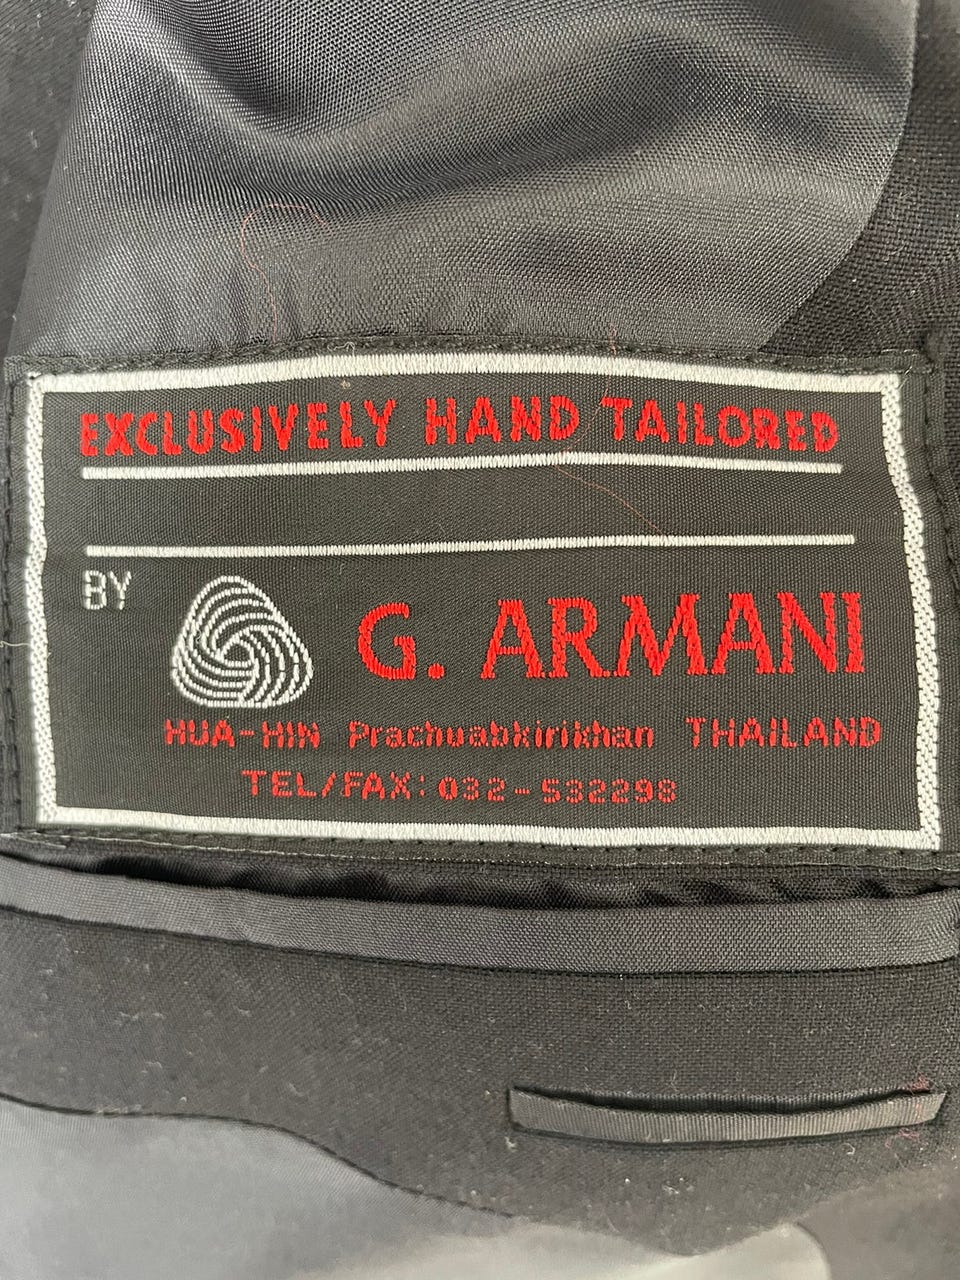 EXCLUSIVELY HAND TAILORED
BY
G. ARMANI
HUA-HIN Prachuabkirikhan THAILAND
TEL/FAX: 032-532298